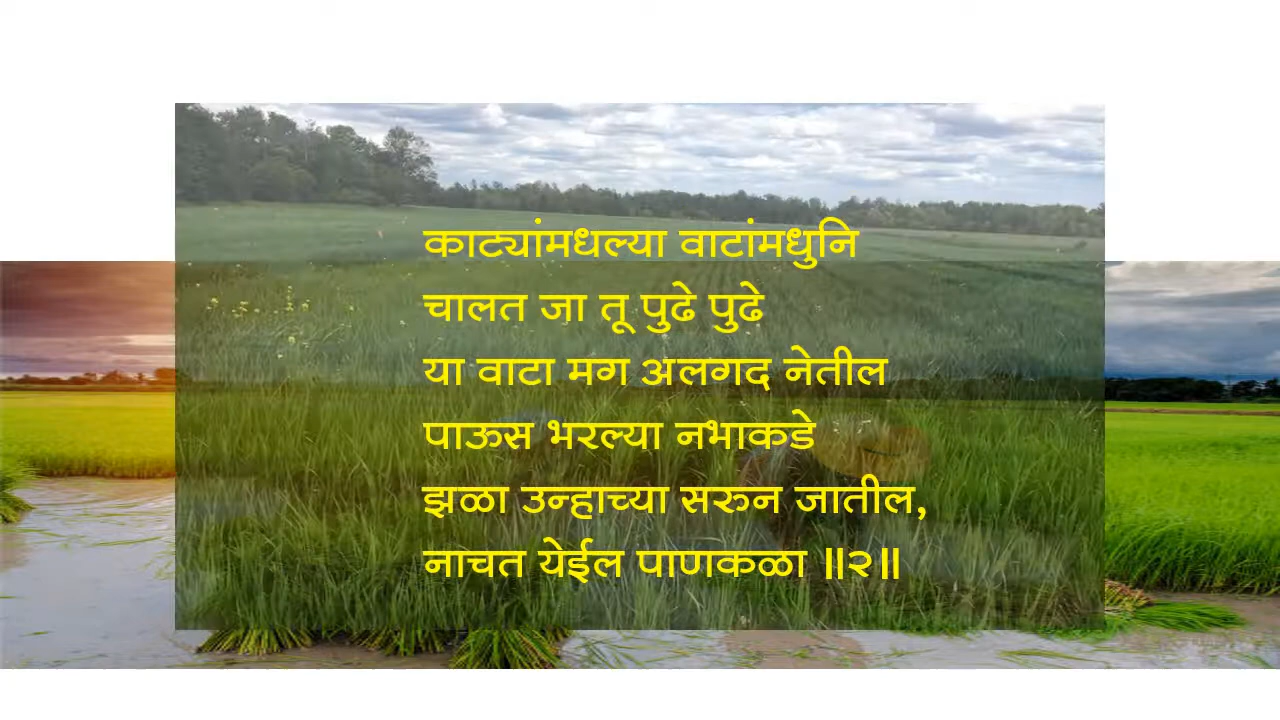 काट्यांमधल्या वाटांमधुनि
चालत जा तू पुढे पुढे
या वाटा मग अलगद नेतील
पाऊस भरल्या नभाकडे
झळा उन्हाच्या सरुन जातील,
नाचत येईल पाणकळा ॥२॥